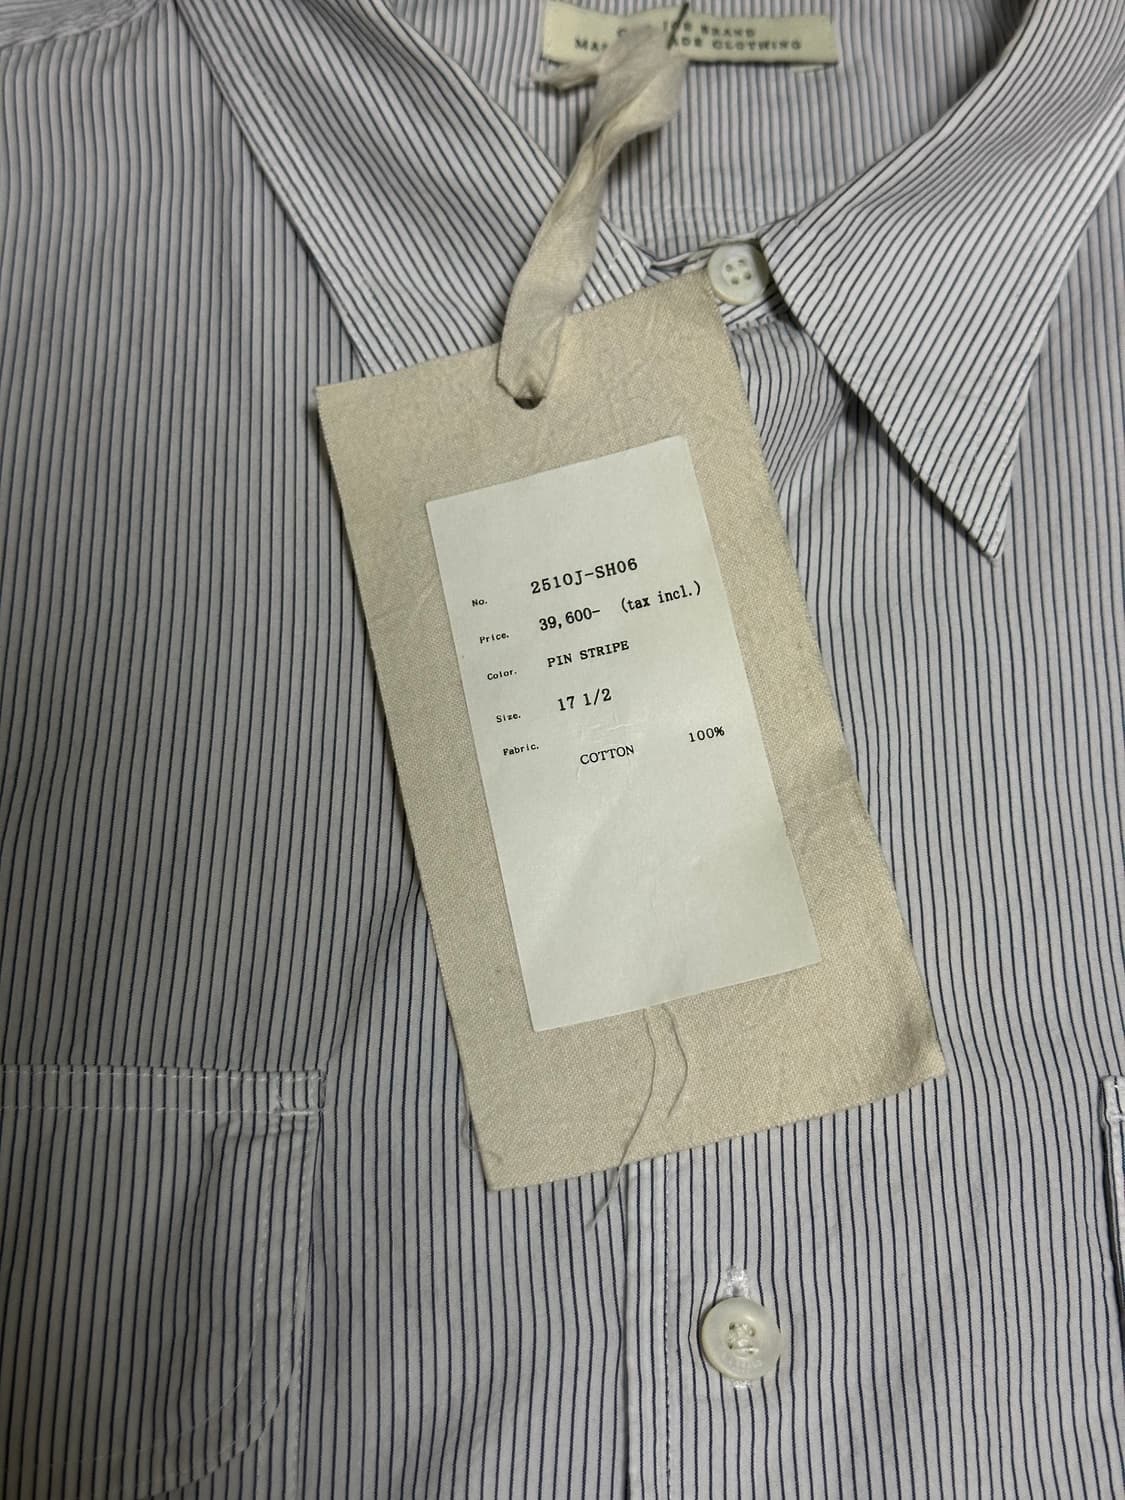 BRAND
CLOTHING
No. 2510J-SH06
Price. 39,600- (tax incl.)
Color. PIN STRIPE
Size. 17 1/2
Fabric. COTTON 100%